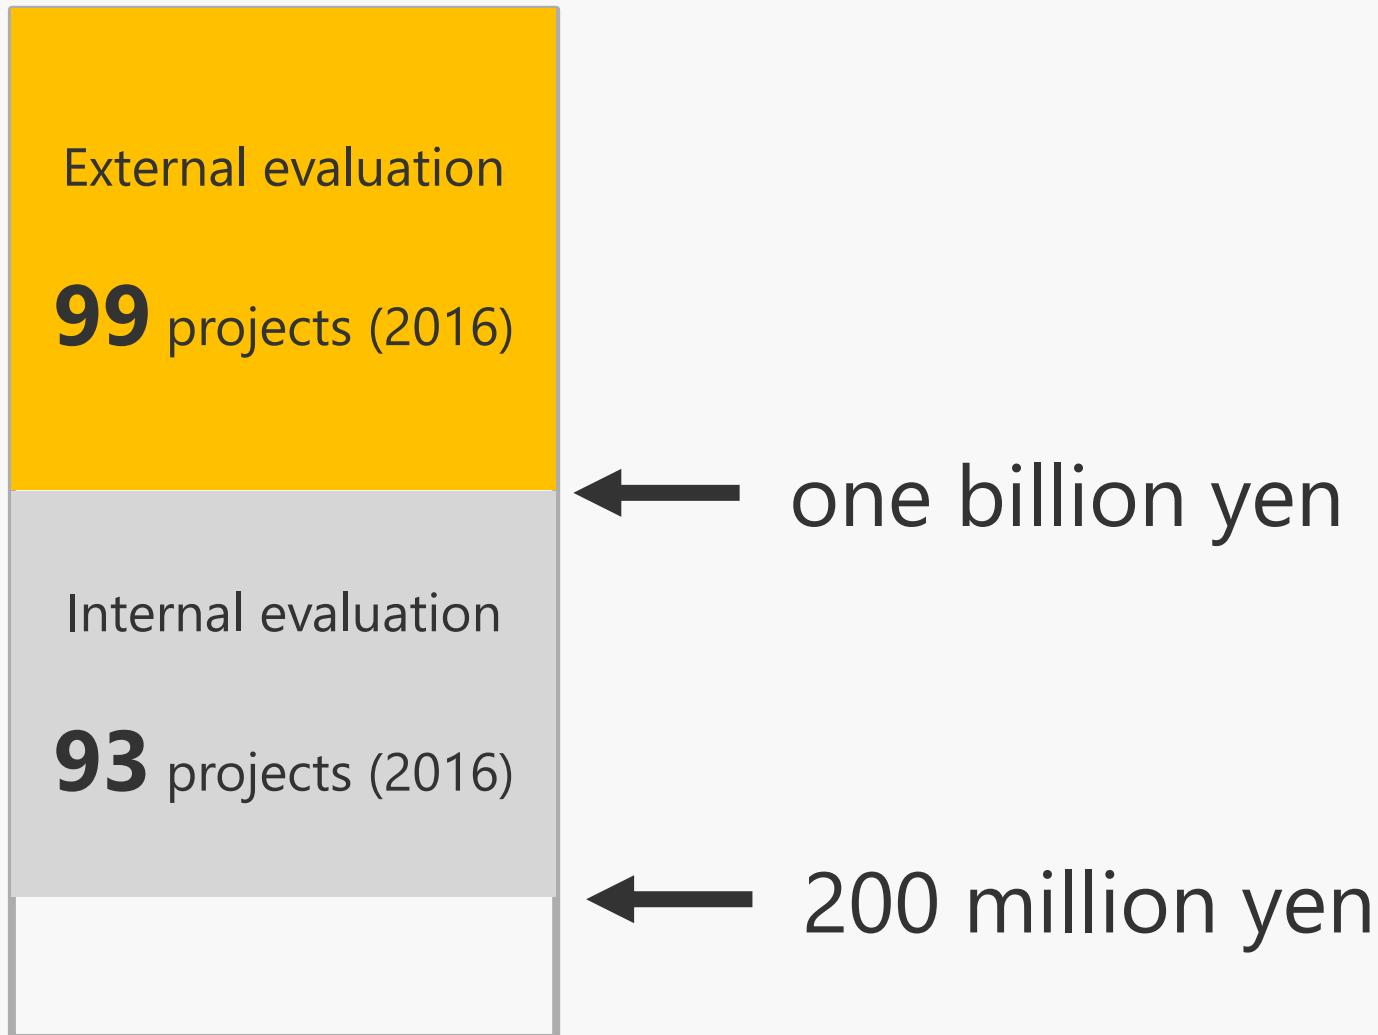 External evaluation
99 projects (2016)
one billion yen
Internal evaluation
93 projects (2016)
200 million yen